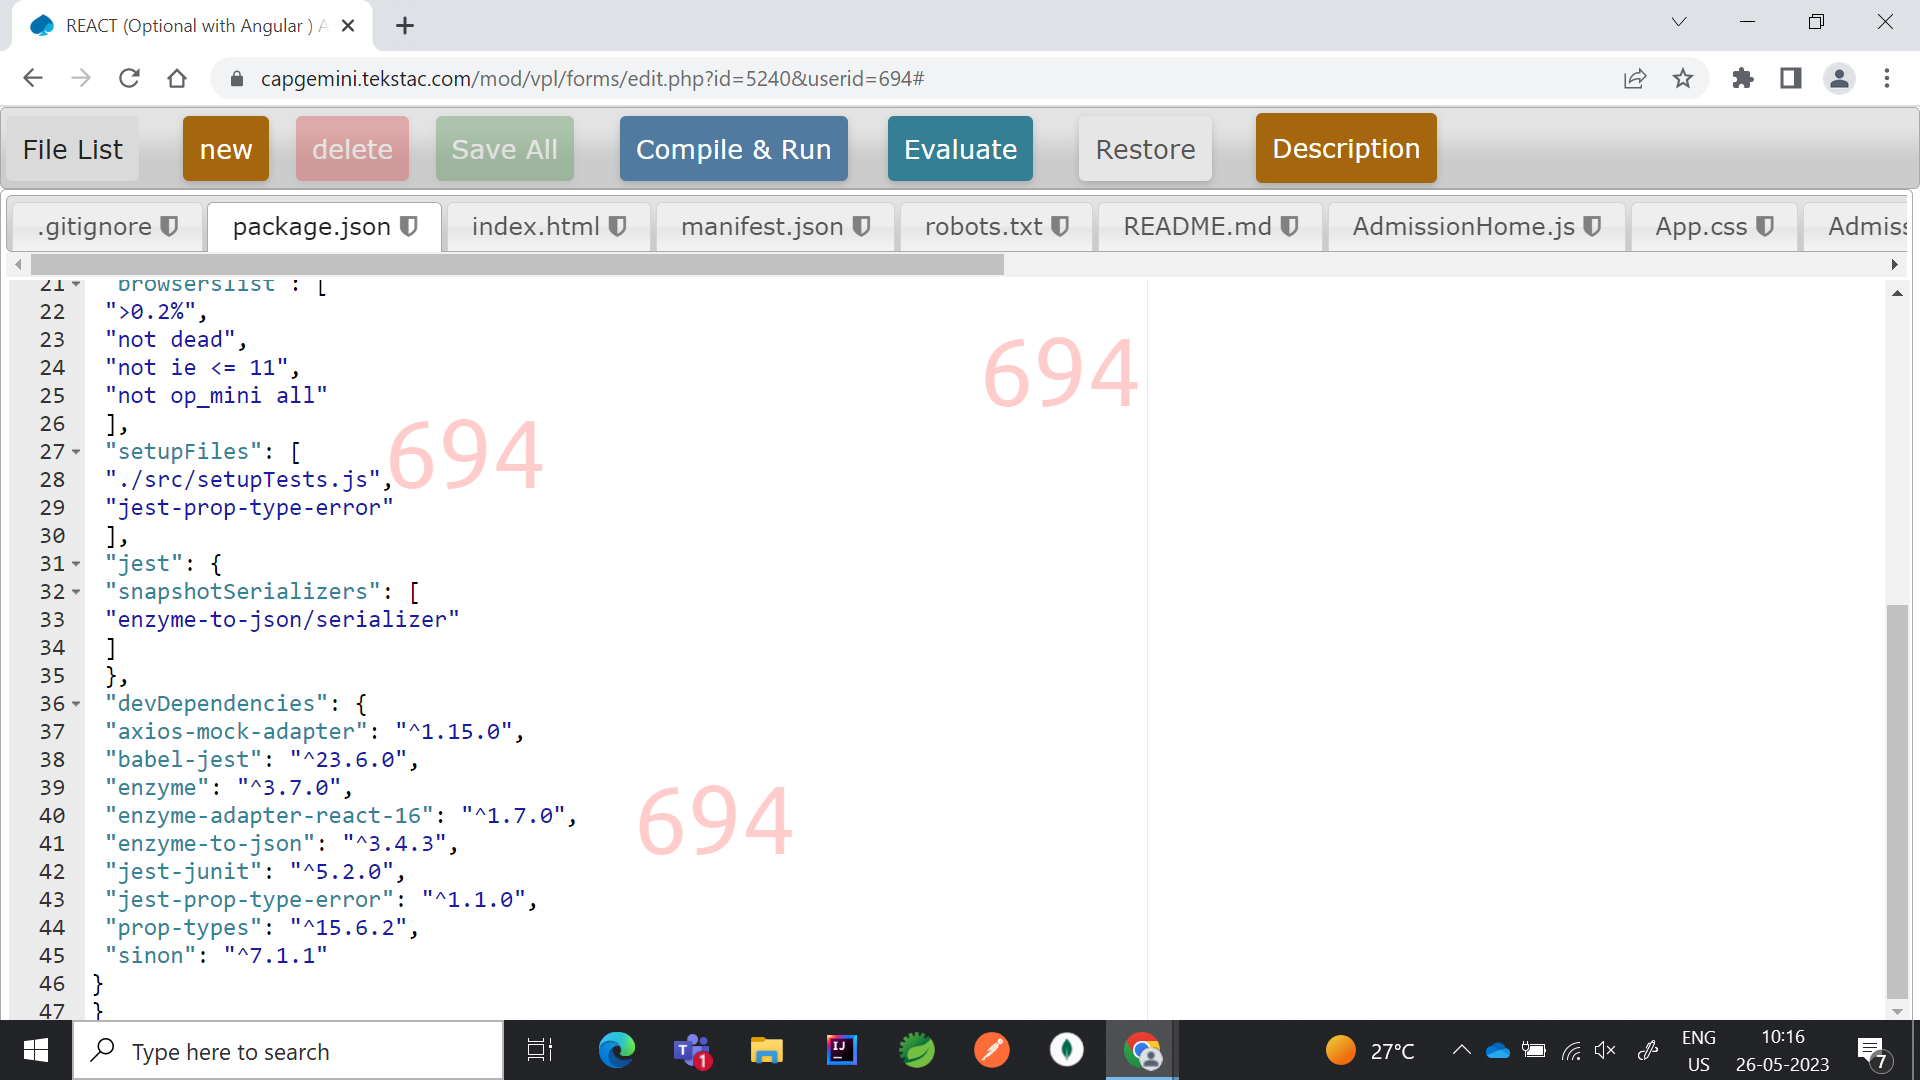 REACT (Optional with Angular ) A
capgemini.tekstac.com/mod/vpl/forms/edit.php?id=5240&userid=694#
File List
new
delete
Save All
Compile & Run
Evaluate
Restore
Description
.gitignore
package.json
index.html
manifest.json
robots.txt
README.md
AdmissionHome.js
App.css
Admiss
21 "browserslist": [
22 ">0.2%",
23 "not dead",
24 "not ie <= 11",
25 "not op_mini all"
26 ],
27 "setupFiles": [
28 "./src/setupTests.js",
29 "jest-prop-type-error"
30 ],
31 "jest": {
32 "snapshotSerializers": [
33 "enzyme-to-json/serializer"
34 ]
35 },
36 "devDependencies": {
37 "axios-mock-adapter": "^1.15.0",
38 "babel-jest": "^23.6.0",
39 "enzyme": "^3.7.0",
40 "enzyme-adapter-react-16": "^1.7.0",
41 "enzyme-to-json": "^3.4.3",
42 "jest-junit": "^5.2.0",
43 "jest-prop-type-error": "^1.1.0",
44 "prop-types": "^15.6.2",
45 "sinon": "^7.1.1"
46 }
47 }
694
694
694
Type here to search
1
27°C
ENG
US
10:16
26-05-2023
7